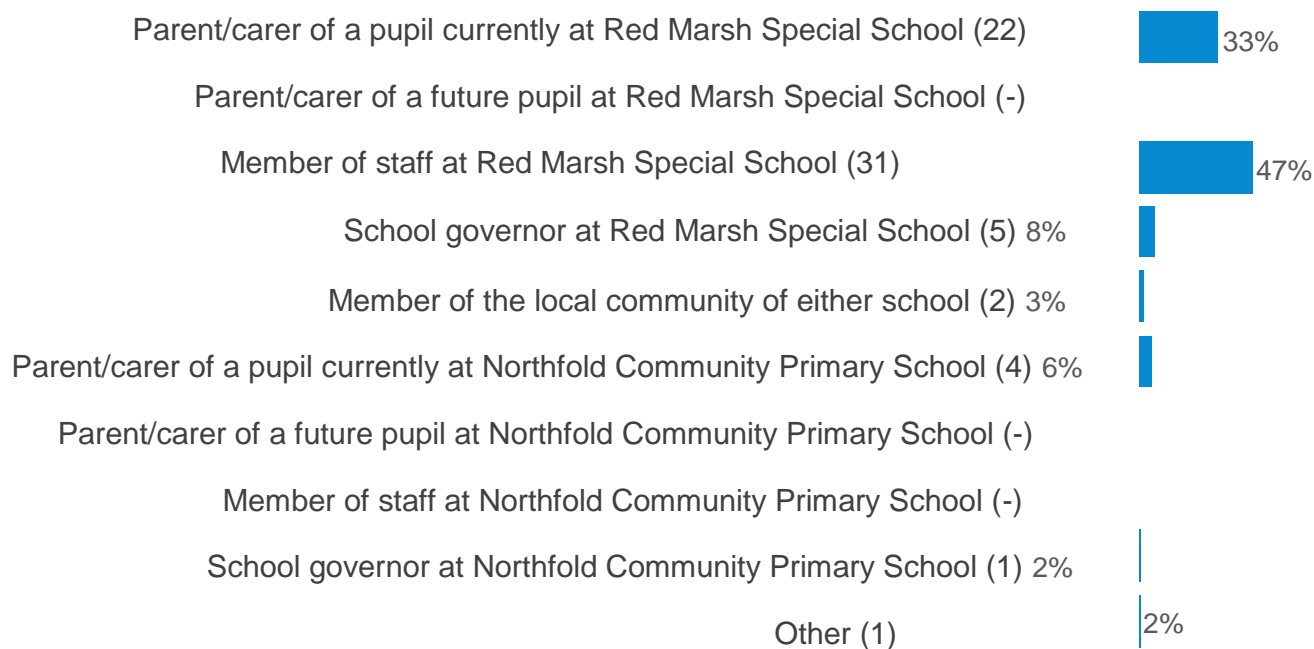 Parent/carer of a pupil currently at Red Marsh Special School (22) 33%
Parent/carer of a future pupil at Red Marsh Special School (-)
Member of staff at Red Marsh Special School (31) 47%
School governor at Red Marsh Special School (5) 8%
Member of the local community of either school (2) 3%
Parent/carer of a pupil currently at Northfold Community Primary School (4) 6%
Parent/carer of a future pupil at Northfold Community Primary School (-)
Member of staff at Northfold Community Primary School (-)
School governor at Northfold Community Primary School (1) 2%
Other (1) 2%